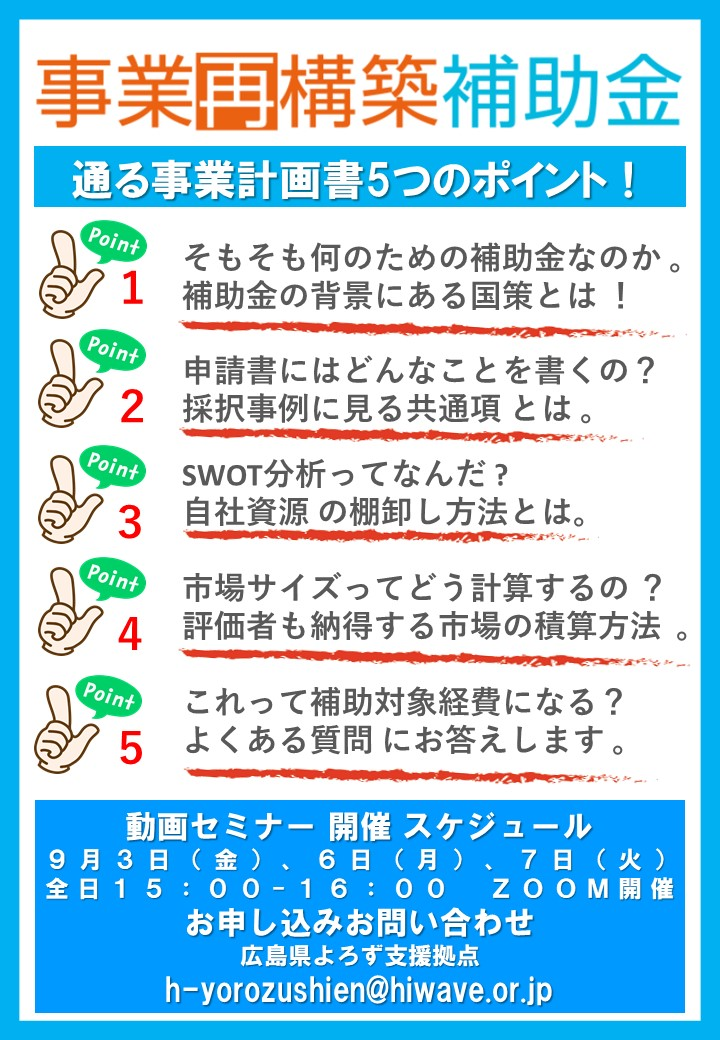 事業再構築補助金
通る事業計画書5つのポイント！
Point
1
そもそも何のための補助金なのか。
補助金の背景にある国策とは！
Point
2
申請書にはどんなことを書くの？
採択事例に見る共通項とは。
Point
3
SWOT分析ってなんだ？
自社資源の棚卸し方法とは。
Point
4
市場サイズってどう計算するの？
評価者も納得する市場の積算方法。
Point
5
これって補助対象経費になる？
よくある質問にお答えします。
動画セミナー 開催 スケジュール
９月３日（金）、６日（月）、７日（火）
全日１５：００-１６：００　ＺＯＯＭ開催
お申し込みお問い合わせ
広島県よろず支援拠点
h-yorozushien@hiwave.or.jp